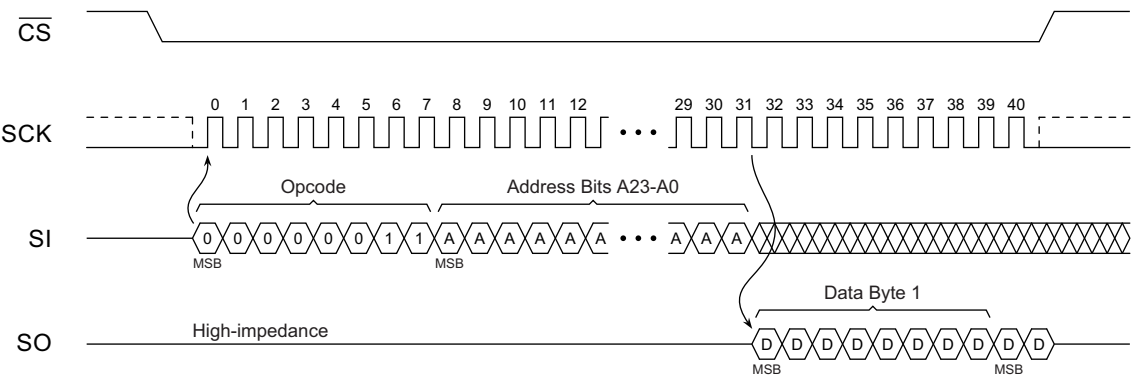 CS
0 1 2 3 4 5 6 7 8 9 10 11 12 29 30 31 32 33 34 35 36 37 38 39 40
SCK
Opcode Address Bits A23-A0
SI 0 0 0 0 0 0 1 1 A A A A A A A A A
MSB MSB
Data Byte 1
High-impedance
SO D D D D D D D D D D
MSB MSB